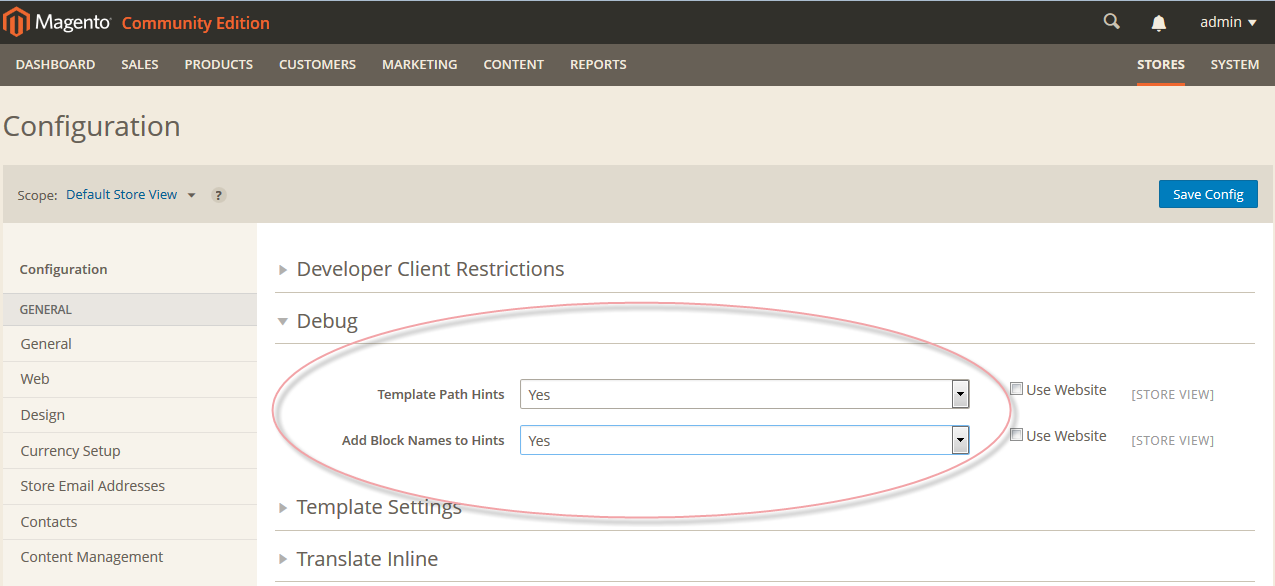 Magento Community Edition admin
DASHBOARD SALES PRODUCTS CUSTOMERS MARKETING CONTENT REPORTS STORES SYSTEM
Configuration
Scope: Default Store View ? Save Config
Configuration
GENERAL
General
Web
Design
Currency Setup
Store Email Addresses
Contacts
Content Management
Developer Client Restrictions
Debug
Template Path Hints Yes Use Website [STORE VIEW]
Add Block Names to Hints Yes Use Website [STORE VIEW]
Template Settings
Translate Inline